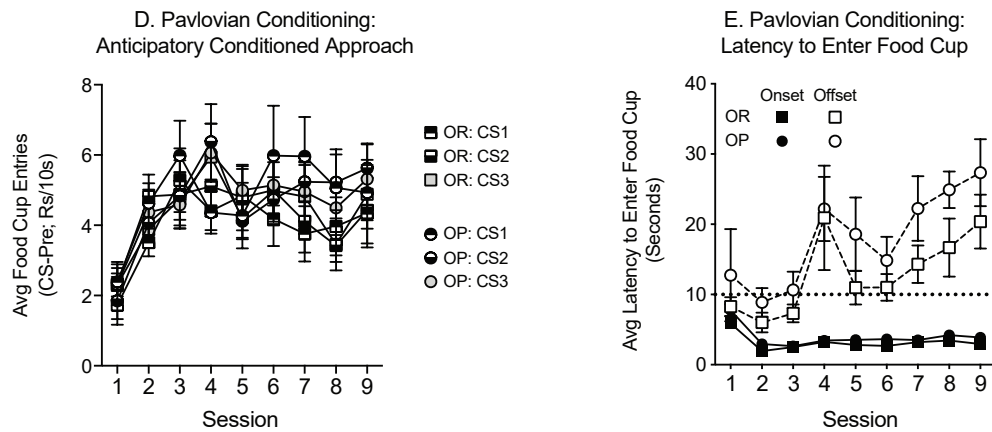 D. Pavlovian Conditioning:
Anticipatory Conditioned Approach
Avg Food Cup Entries
(CS-Pre; Rs/10s)
8
6
4
2
0
1 2 3 4 5 6 7 8 9
Session
OR: CS1
OR: CS2
OR: CS3
OP: CS1
OP: CS2
OP: CS3
E. Pavlovian Conditioning:
Latency to Enter Food Cup
Avg Latency to Enter Food Cup
(Seconds)
40
30
20
10
0
Onset Offset
OR
OP
1 2 3 4 5 6 7 8 9
Session